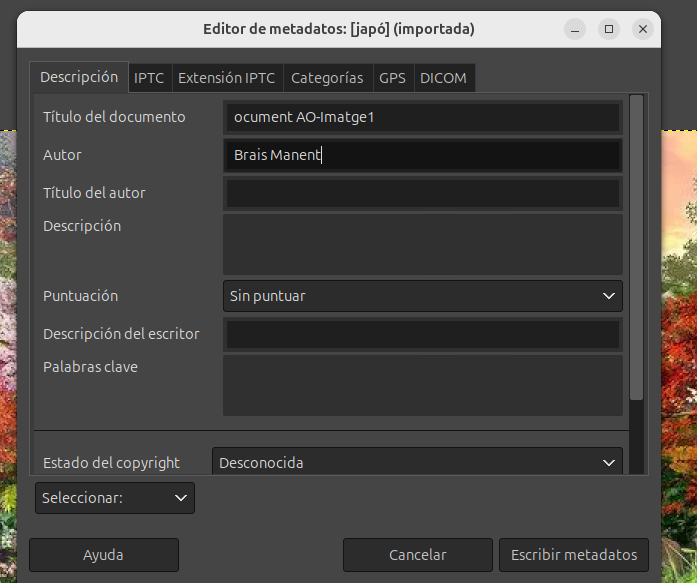 Editor de metadatos: [japó] (importada)
Descripción IPTC Extensión IPTC Categorías GPS DICOM
Título del documento ocument AO-Imatge1
Autor Brais Manent
Título del autor
Descripción
Puntuación Sin puntuar
Descripción del escritor
Palabras clave
Estado del copyright Desconocida
Seleccionar:
Ayuda Cancelar Escribir metadatos